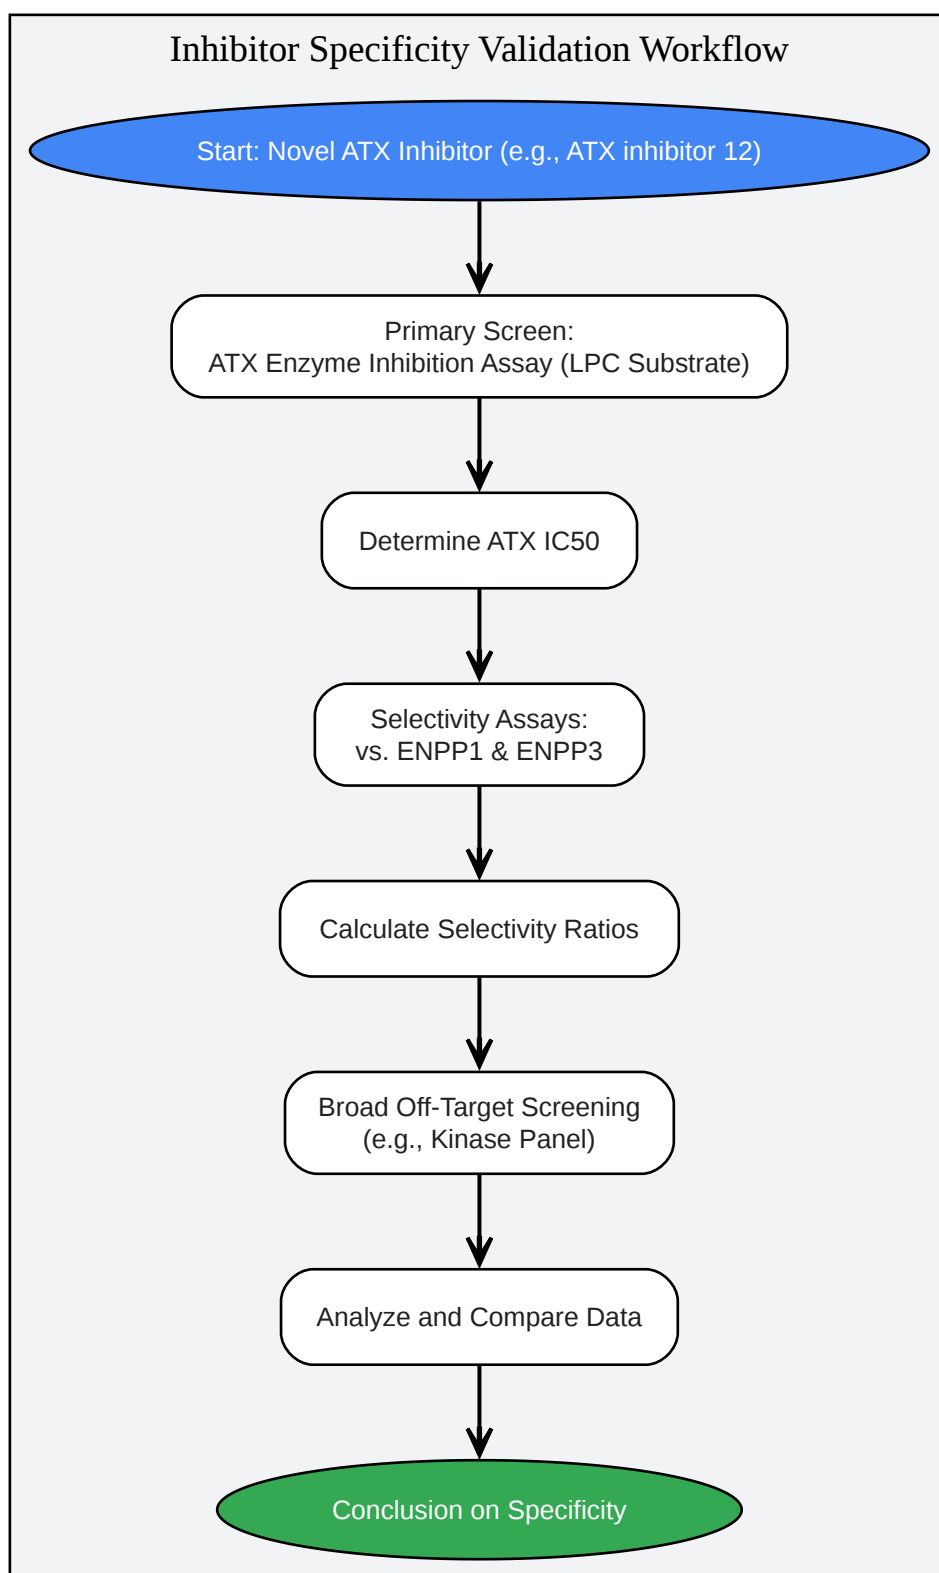 Inhibitor Specificity Validation Workflow
Start: Novel ATX Inhibitor (e.g., ATX inhibitor 12)
Primary Screen:
ATX Enzyme Inhibition Assay (LPC Substrate)
Determine ATX IC50
Selectivity Assays:
vs. ENPP1 & ENPP3
Calculate Selectivity Ratios
Broad Off-Target Screening
(e.g., Kinase Panel)
Analyze and Compare Data
Conclusion on Specificity